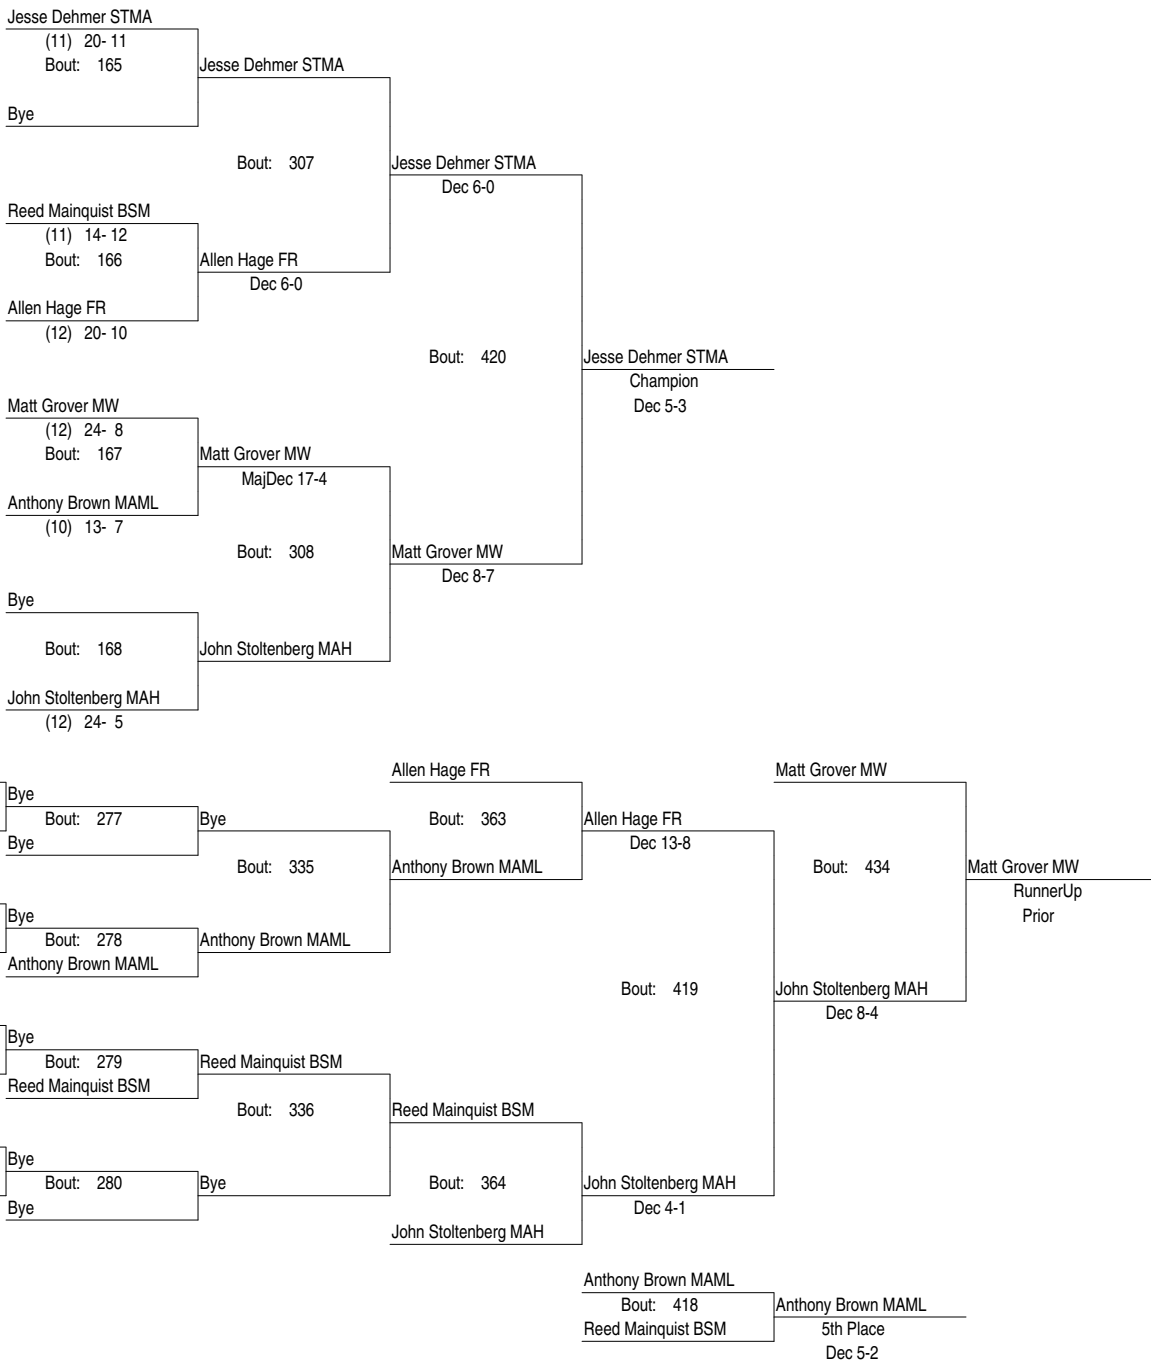 Jesse Dehmer STMA
(11) 20- 11
Bout: 165
Jesse Dehmer STMA
Bye
Bout: 307
Jesse Dehmer STMA
Dec 6-0
Reed Mainquist BSM
(11) 14- 12
Bout: 166
Allen Hage FR
Dec 6-0
Allen Hage FR
(12) 20- 10
Bout: 420
Jesse Dehmer STMA
Champion
Dec 5-3
Matt Grover MW
(12) 24- 8
Bout: 167
Matt Grover MW
MajDec 17-4
Anthony Brown MAML
(10) 13- 7
Bout: 308
Matt Grover MW
Dec 8-7
Bye
Bout: 168
John Stoltenberg MAH
John Stoltenberg MAH
(12) 24- 5
Allen Hage FR
Matt Grover MW
Bye
Bout: 277
Bye
Bout: 363
Allen Hage FR
Bye
Dec 13-8
Bout: 335
Anthony Brown MAML
Bout: 434
Matt Grover MW
RunnerUp
Bye
Prior
Bout: 278
Anthony Brown MAML
Anthony Brown MAML
Bout: 419
John Stoltenberg MAH
Dec 8-4
Bye
Bout: 279
Reed Mainquist BSM
Reed Mainquist BSM
Bout: 336
Reed Mainquist BSM
Bye
Bout: 280
Bye
Bout: 364
John Stoltenberg MAH
Bye
Dec 4-1
John Stoltenberg MAH
Anthony Brown MAML
Bout: 418
Anthony Brown MAML
Reed Mainquist BSM
5th Place
Dec 5-2